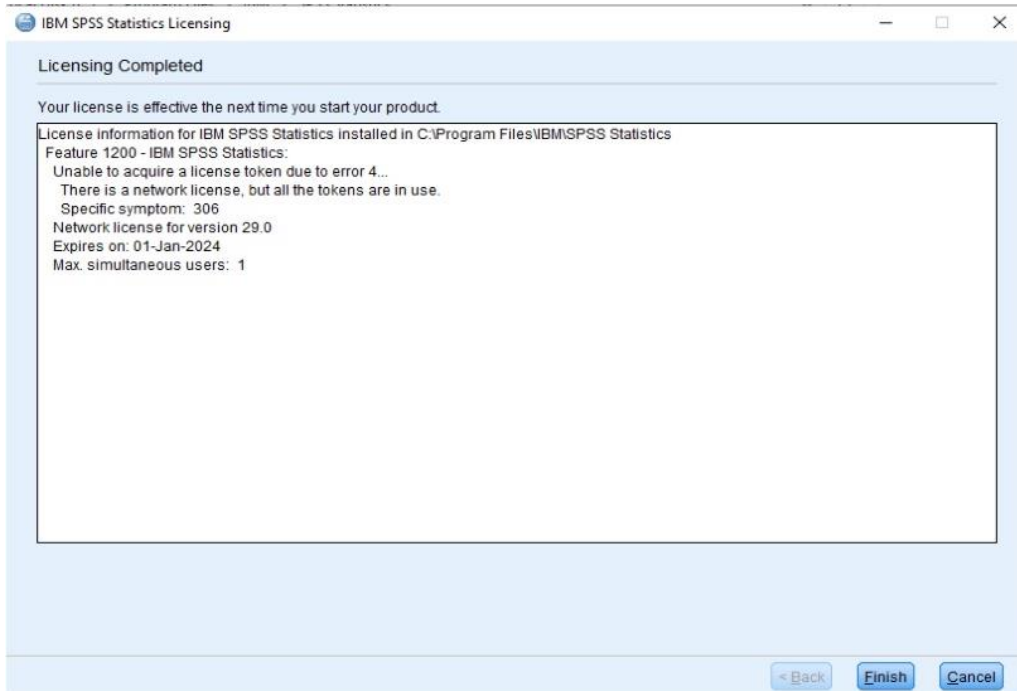 IBM SPSS Statistics Licensing
Licensing Completed
Your license is effective the next time you start your product.
License information for IBM SPSS Statistics installed in C:\Program Files\IBM\SPSS Statistics
Feature 1200 - IBM SPSS Statistics:
Unable to acquire a license token due to error 4...
There is a network license, but all the tokens are in use.
Specific symptom: 306
Network license for version 29.0
Expires on: 01-Jan-2024
Max. simultaneous users: 1
< Back
Finish
Cancel